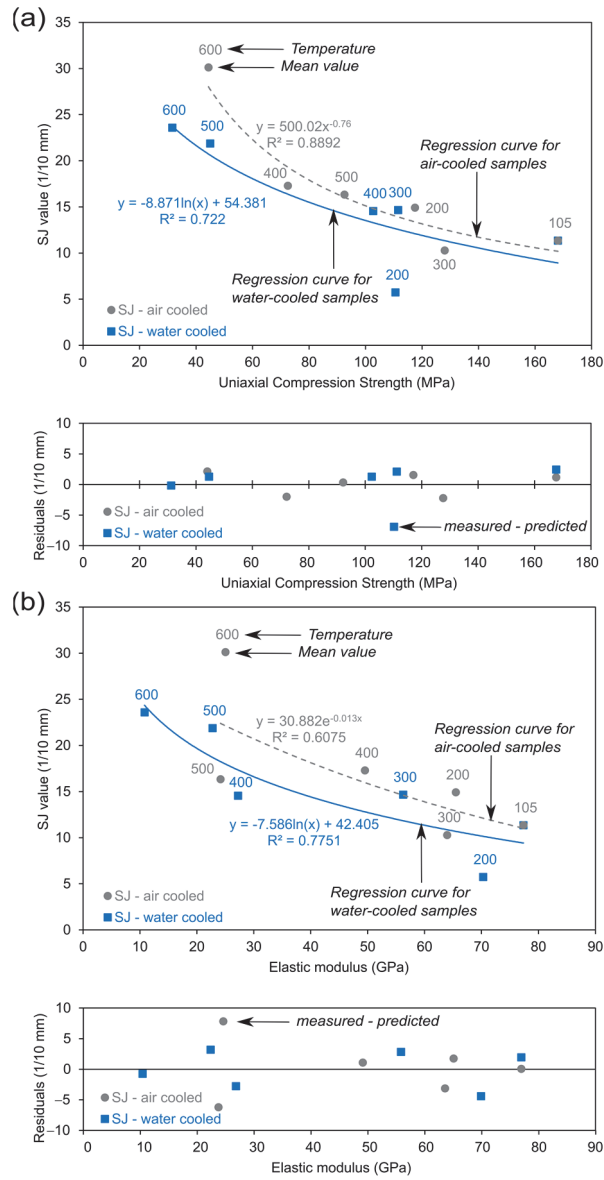 (a)
35
30
25
20
15
10
5
0
SJ value (1/10 mm)
600
Temperature
Mean value
600
500
y = 500.02x^-0.76
R² = 0.8892
Regression curve for
air-cooled samples
400
500
400
300
200
105
300
y = -8.871ln(x) + 54.381
R² = 0.722
Regression curve for
water-cooled samples
200
SJ - air cooled
SJ - water cooled
0 20 40 60 80 100 120 140 160 180
Uniaxial Compression Strength (MPa)
10
5
0
–5
–10
Residuals (1/10 mm)
SJ - air cooled
SJ - water cooled
measured - predicted
0 20 40 60 80 100 120 140 160 180
Uniaxial Compression Strength (MPa)
(b)
35
30
25
20
15
10
5
0
SJ value (1/10 mm)
600
Temperature
Mean value
600
500
y = 30.882e^-0.013x
R² = 0.6075
Regression curve for
air-cooled samples
500
400
400
300
200
300
105
y = -7.586ln(x) + 42.405
R² = 0.7751
Regression curve for
water-cooled samples
200
SJ - air cooled
SJ - water cooled
0 10 20 30 40 50 60 70 80 90
Elastic modulus (GPa)
10
5
0
–5
–10
Residuals (1/10 mm)
measured - predicted
SJ - air cooled
SJ - water cooled
0 10 20 30 40 50 60 70 80 90
Elastic modulus (GPa)